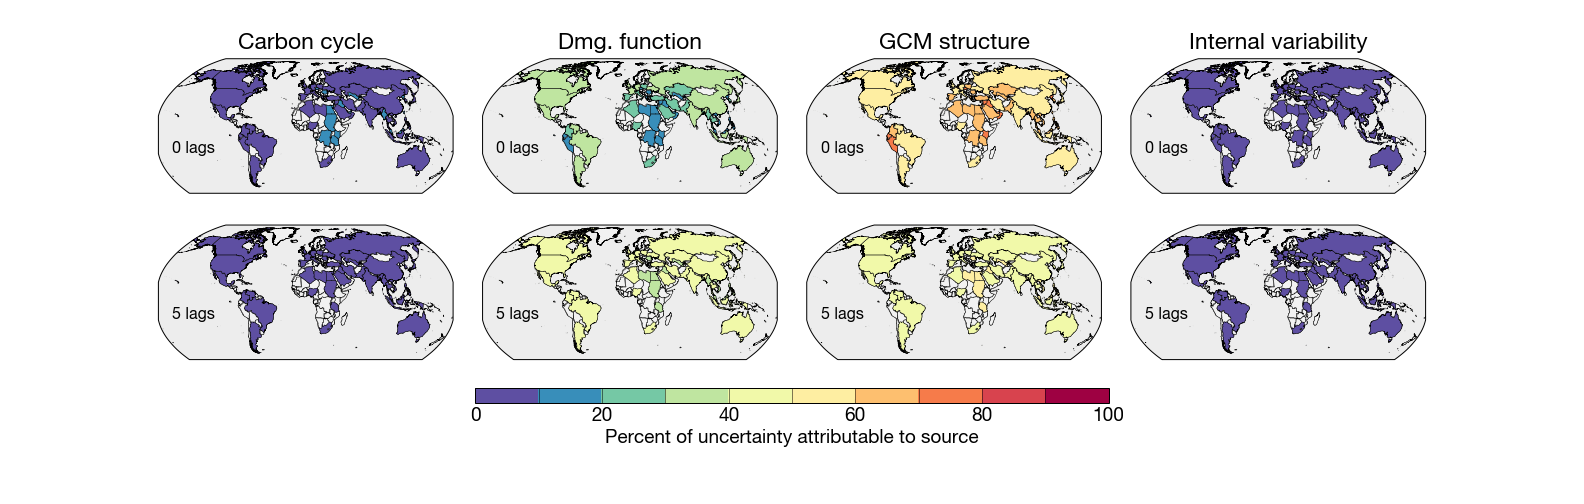 Carbon cycle
Dmg. function
GCM structure
Internal variability
0 lags
0 lags
0 lags
0 lags
5 lags
5 lags
5 lags
5 lags
0 20 40 60 80 100
Percent of uncertainty attributable to source